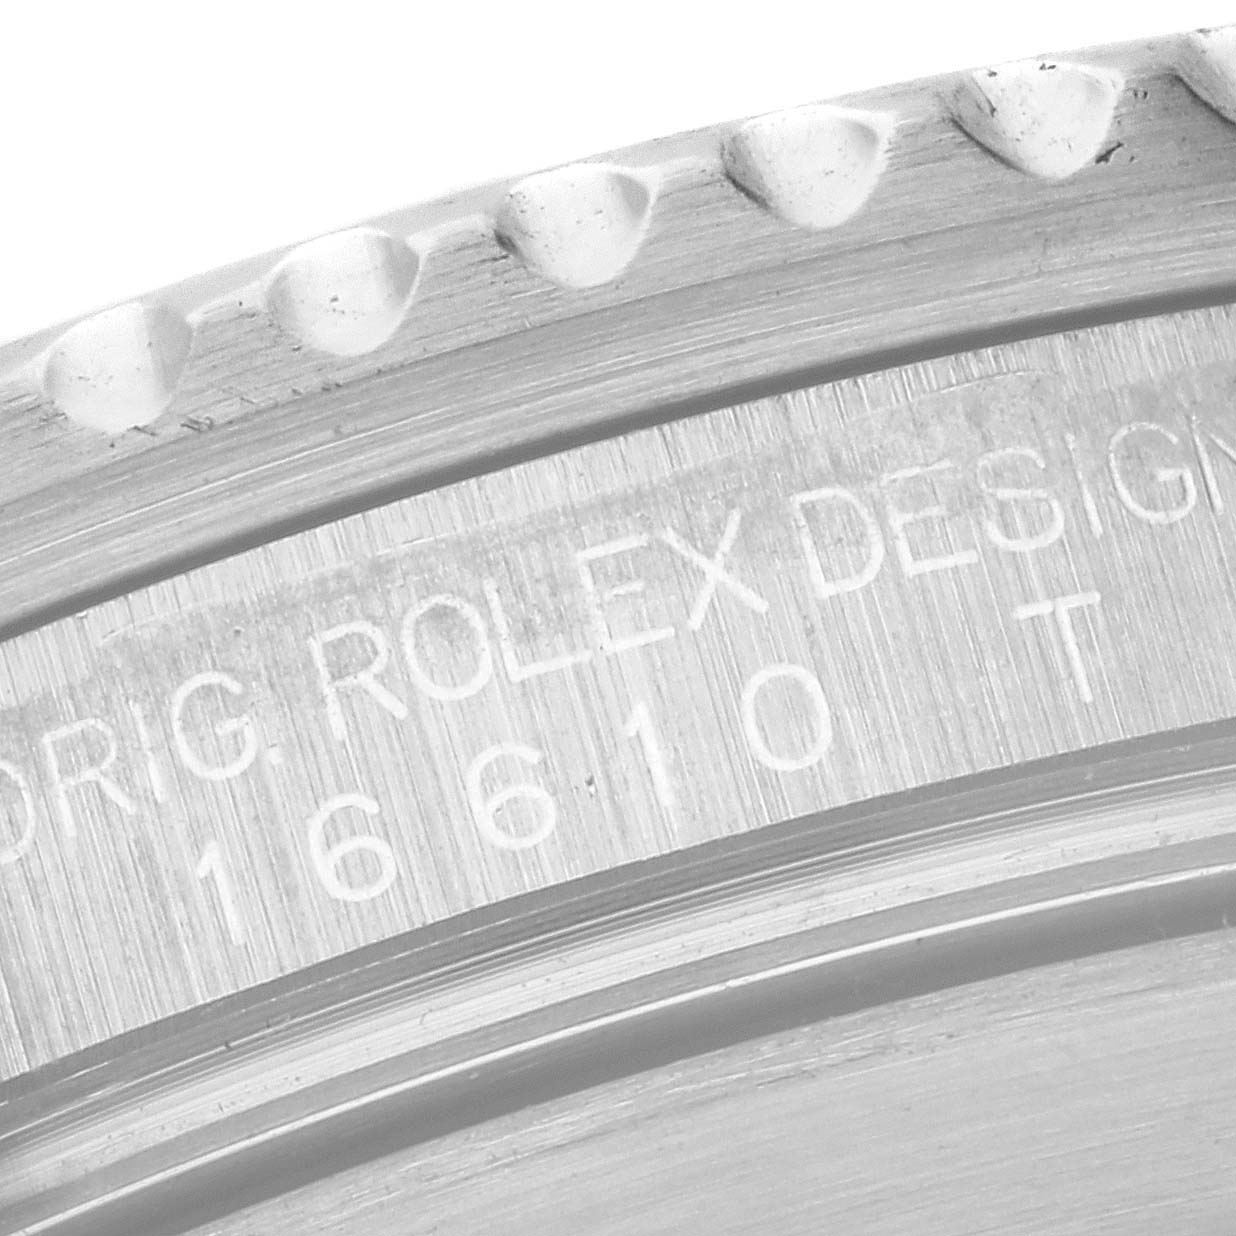 ORIG. ROLEX DESIGN
16610 T